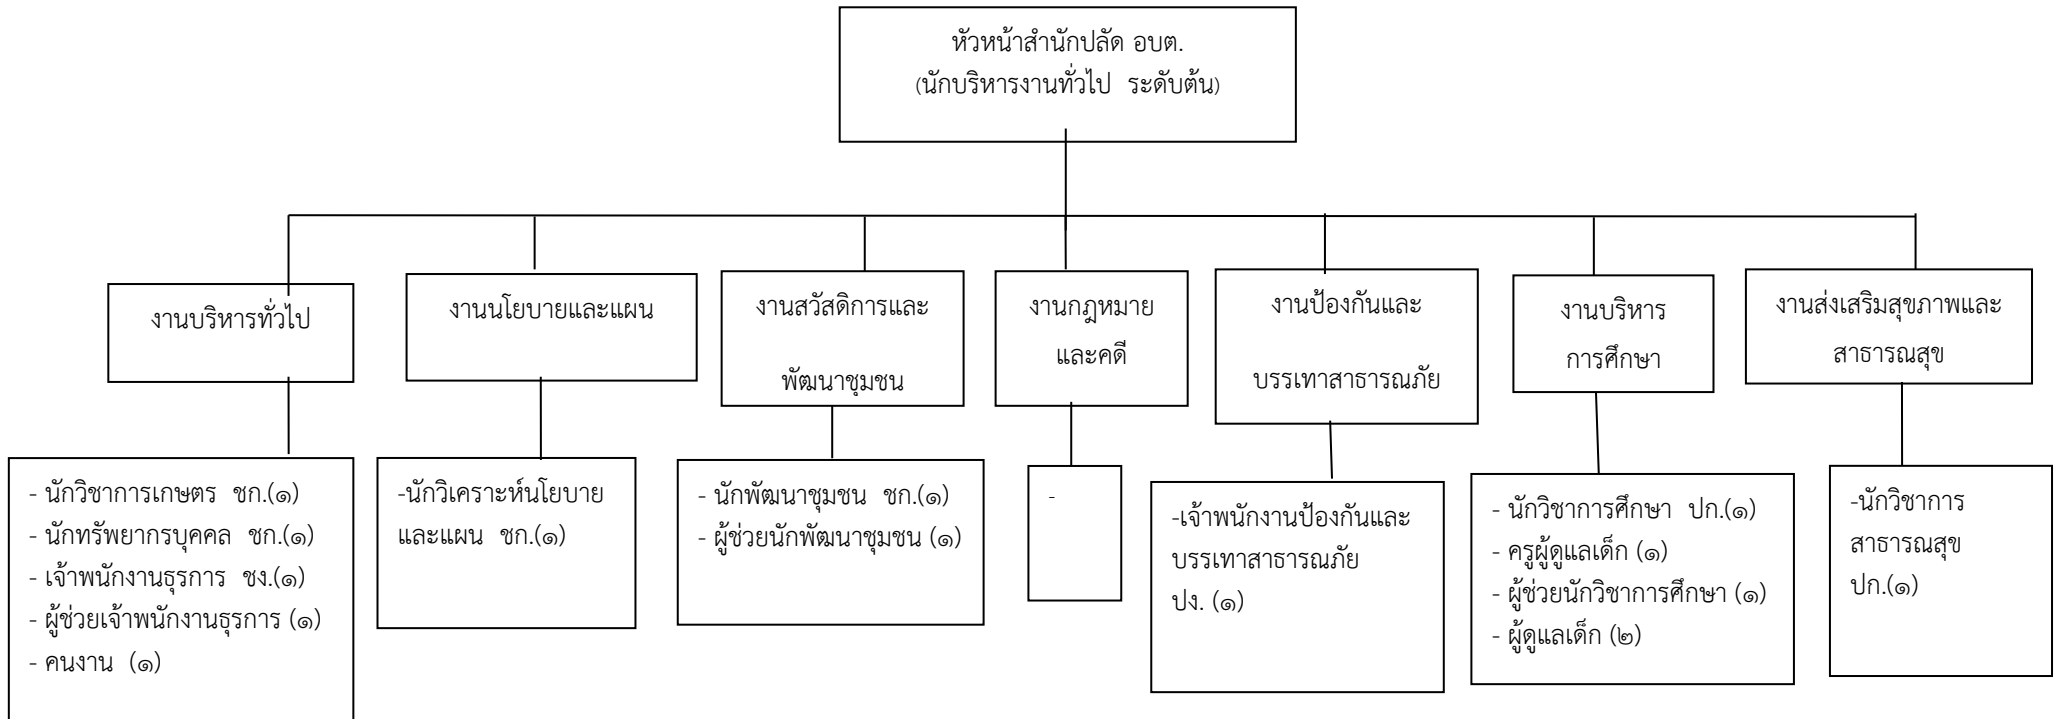 หัวหน้าสำนักปลัด อบต.
(นักบริหารงานทั่วไป ระดับต้น)
งานบริหารทั่วไป
งานนโยบายและแผน
งานสวัสดิการและ
พัฒนาชุมชน
งานกฎหมาย
และคดี
งานป้องกันและ
บรรเทาสาธารณภัย
งานบริหาร
การศึกษา
งานส่งเสริมสุขภาพและ
สาธารณสุข
- นักวิชาการเกษตร ชก.(๑)
- นักทรัพยากรบุคคล ชก.(๑)
- เจ้าพนักงานธุรการ ชง.(๑)
- ผู้ช่วยเจ้าพนักงานธุรการ (๑)
- คนงาน (๑)
-นักวิเคราะห์นโยบาย
และแผน ชก.(๑)
- นักพัฒนาชุมชน ชก.(๑)
- ผู้ช่วยนักพัฒนาชุมชน (๑)
-
-เจ้าพนักงานป้องกันและ
บรรเทาสาธารณภัย
ปง. (๑)
- นักวิชาการศึกษา ปก.(๑)
- ครูผู้ดูแลเด็ก (๑)
- ผู้ช่วยนักวิชาการศึกษา (๑)
- ผู้ดูแลเด็ก (๒)
-นักวิชาการ
สาธารณสุข
ปก.(๑)